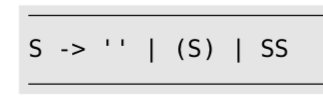 S -> '' | (S) | SS